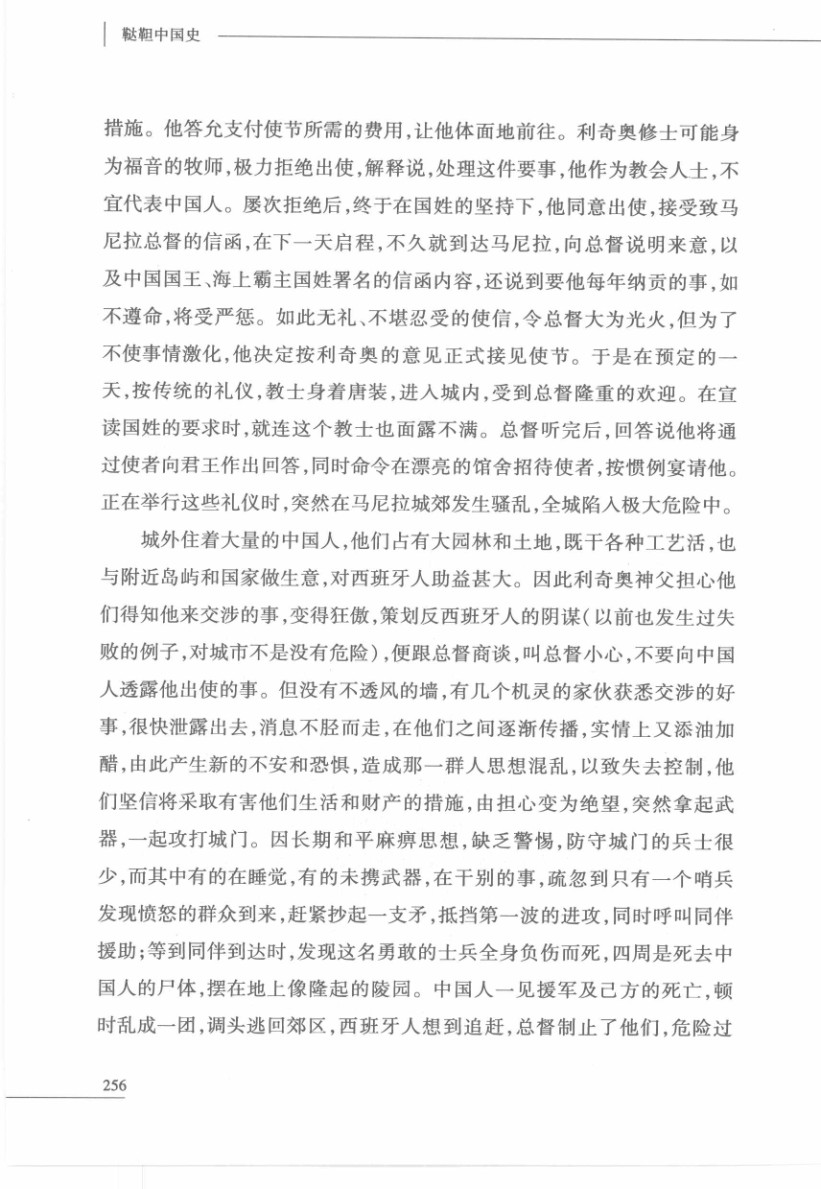 鞑靼中国史
措施。他答允支付使节所需的费用,让他体面地前往。利奇奥修士可能身
为福音的牧师,极力拒绝出使,解释说,处理这件要事,他作为教会人士,不
宜代表中国人。屡次拒绝后,终于在国姓的坚持下,他同意出使,接受致马
尼拉总督的信函,在下一天启程,不久就到达马尼拉,向总督说明来意,以
及中国国王、海上霸主国姓署名的信函内容,还说到要他每年纳贡的事,如
不遵命,将受严惩。如此无礼、不堪忍受的使信,令总督大为光火,但为了
不使事情激化,他决定按利奇奥的意见正式接见使节。于是在预定的一
天,按传统的礼仪,教士身着唐装,进入城内,受到总督隆重的欢迎。在宣
读国姓的要求时,就连这个教士也面露不满。总督听完后,回答说他将通
过使者向君王作出回答,同时命令在漂亮的馆舍招待使者,按惯例宴请他。
正在举行这些礼仪时,突然在马尼拉城郊发生骚乱,全城陷入极大危险中。
城外住着大量的中国人,他们占有大园林和土地,既干各种工艺活,也
与附近岛屿和国家做生意,对西班牙人助益甚大。因此利奇奥神父担心他
们得知他来交涉的事,变得狂傲,策划反西班牙人的阴谋(以前也发生过失
败的例子,对城市不是没有危险),便跟总督商谈,叫总督小心,不要向中国
人透露他出使的事。但没有不透风的墙,有几个机灵的家伙获悉交涉的好
事,很快泄露出去,消息不胫而走,在他们之间逐渐传播,实情上又添油加
醋,由此产生新的不安和恐惧,造成那一群人思想混乱,以致失去控制,他
们坚信将采取有害他们生活和财产的措施,由担心变为绝望,突然拿起武
器,一起攻打城门。因长期和平麻痹思想,缺乏警惕,防守城门的兵士很
少,而其中有的在睡觉,有的未携武器,在干别的事,疏忽到只有一个哨兵
发现愤怒的群众到来,赶紧抄起一支矛,抵挡第一波的进攻,同时呼叫同伴
援助;等到同伴到达时,发现这名勇敢的士兵全身负伤而死,四周是死去中
国人的尸体,摆在地上像隆起的陵园。中国人一见援军及己方的死亡,顿
时乱成一团,调头逃回郊区,西班牙人想到追赶,总督制止了他们,危险过
256